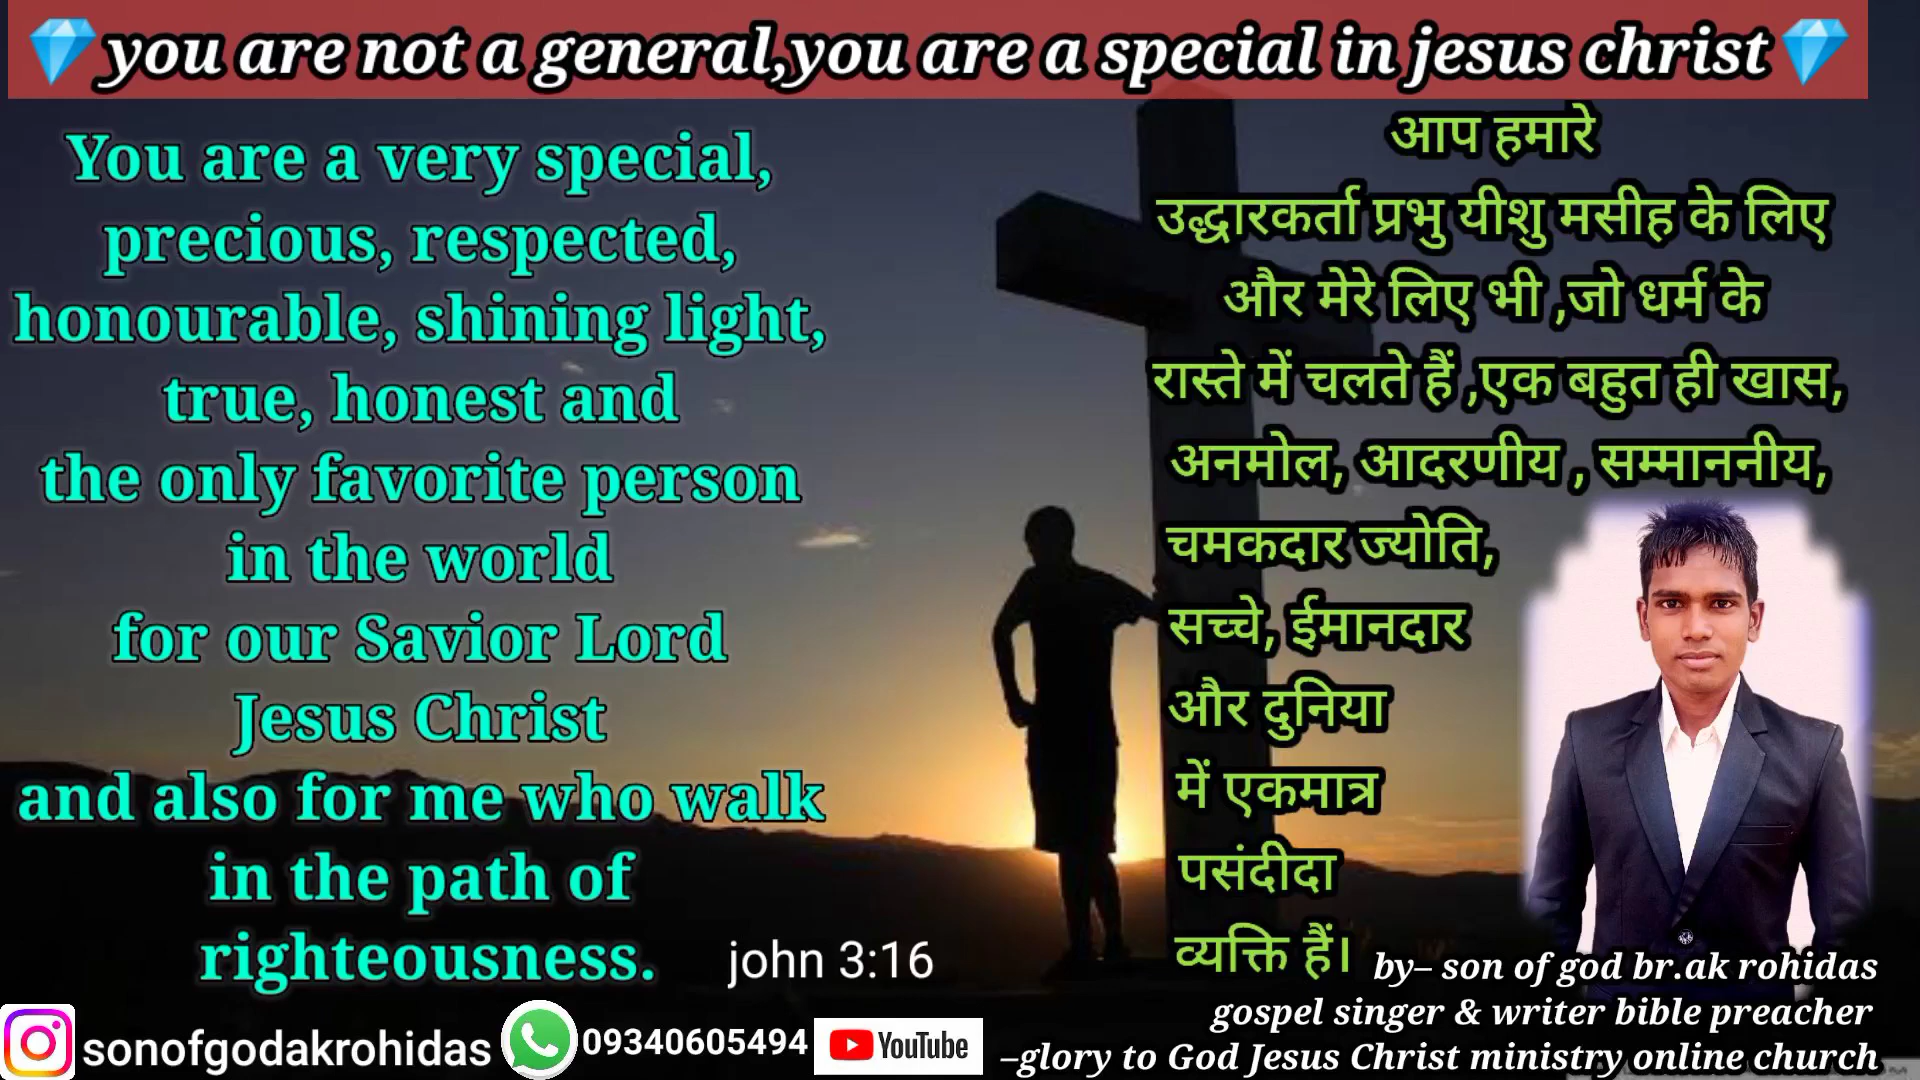 💎you are not a general,you are a special in jesus christ💎
You are a very special,
precious, respected,
honourable, shining light,
true, honest and
the only favorite person
in the world
for our Savior Lord
Jesus Christ
and also for me who walk
in the path of
righteousness.
john 3:16
आप हमारे
उद्धारकर्ता प्रभु यीशु मसीह के लिए
और मेरे लिए भी ,जो धर्म के
रास्ते में चलते हैं ,एक बहुत ही खास,
अनमोल, आदरणीय , सम्माननीय,
चमकदार ज्योति,
सच्चे, ईमानदार
और दुनिया
में एकमात्र
पसंदीदा
व्यक्ति हैं।
by– son of god br.ak rohidas
gospel singer & writer bible preacher
–glory to God Jesus Christ ministry online church
sonofgodakrohidas
09340605494
YouTube